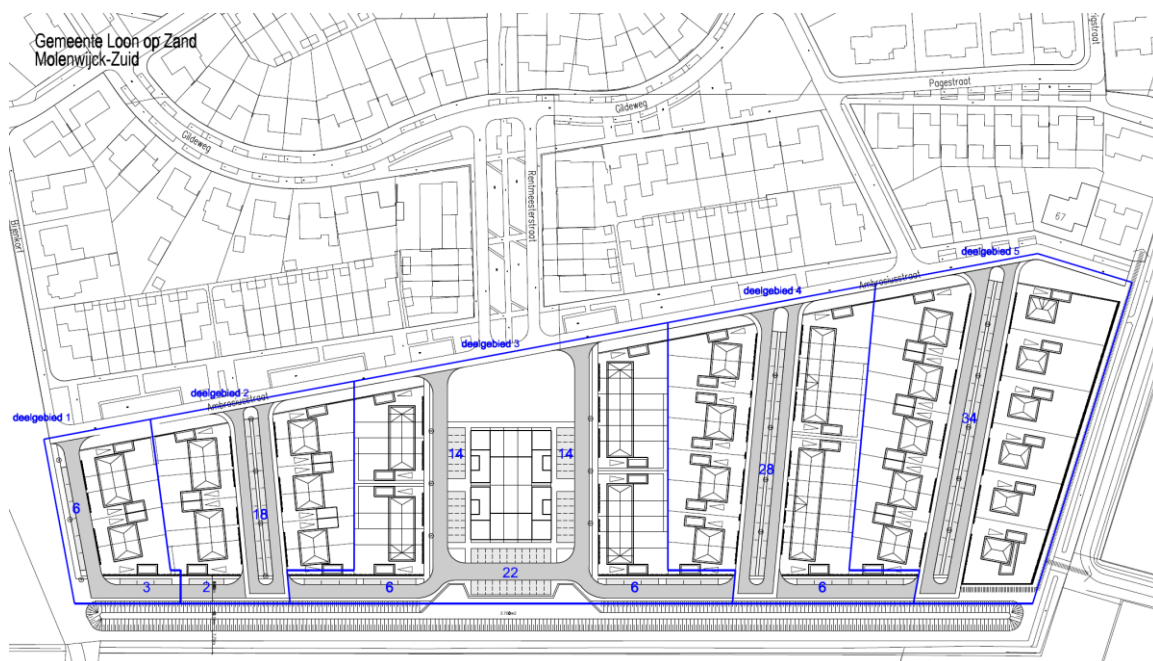 Gemeente Loon op Zand
Molenwijck-Zuid
Pagestraat
Gildeweg
Gildeweg
Rentmeesterstraat
67
deelgebied 5
Ambrosiusstraat
deelgebied 4
deelgebied 3
deelgebied 2
Ambrosiusstraat
deelgebied 1
6
18
14
14
28
34
3
2
6
22
6
6